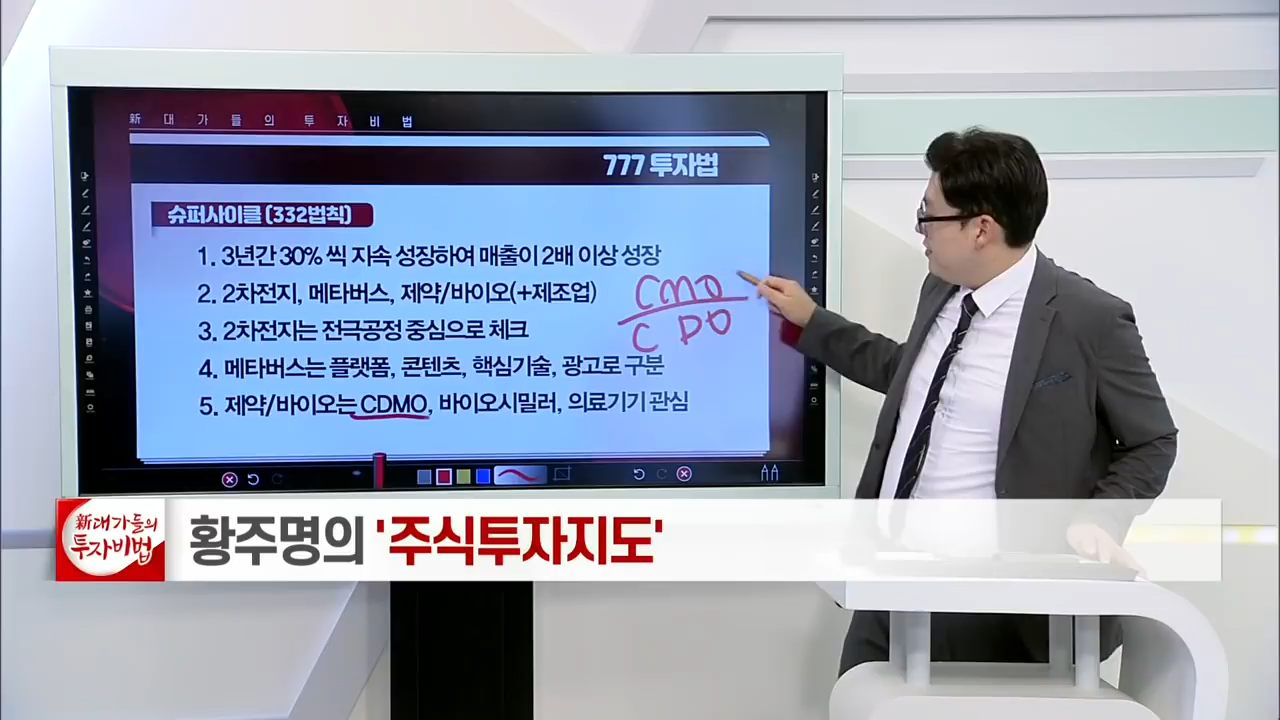 新 대 가 들 의 투 자 비 법
777 투자법
슈퍼사이클 (332법칙)
1. 3년간 30% 씩 지속 성장하여 매출이 2배 이상 성장
2. 2차전지, 메타버스, 제약/바이오(+제조업)
CMO
3. 2차전지는 전극공정 중심으로 체크
CDO
4. 메타버스는 플랫폼, 콘텐츠, 핵심기술, 광고로 구분
5. 제약/바이오는 CDMO, 바이오시밀러, 의료기기 관심
新대가들의
투자비법
황주명의 '주식투자지도'